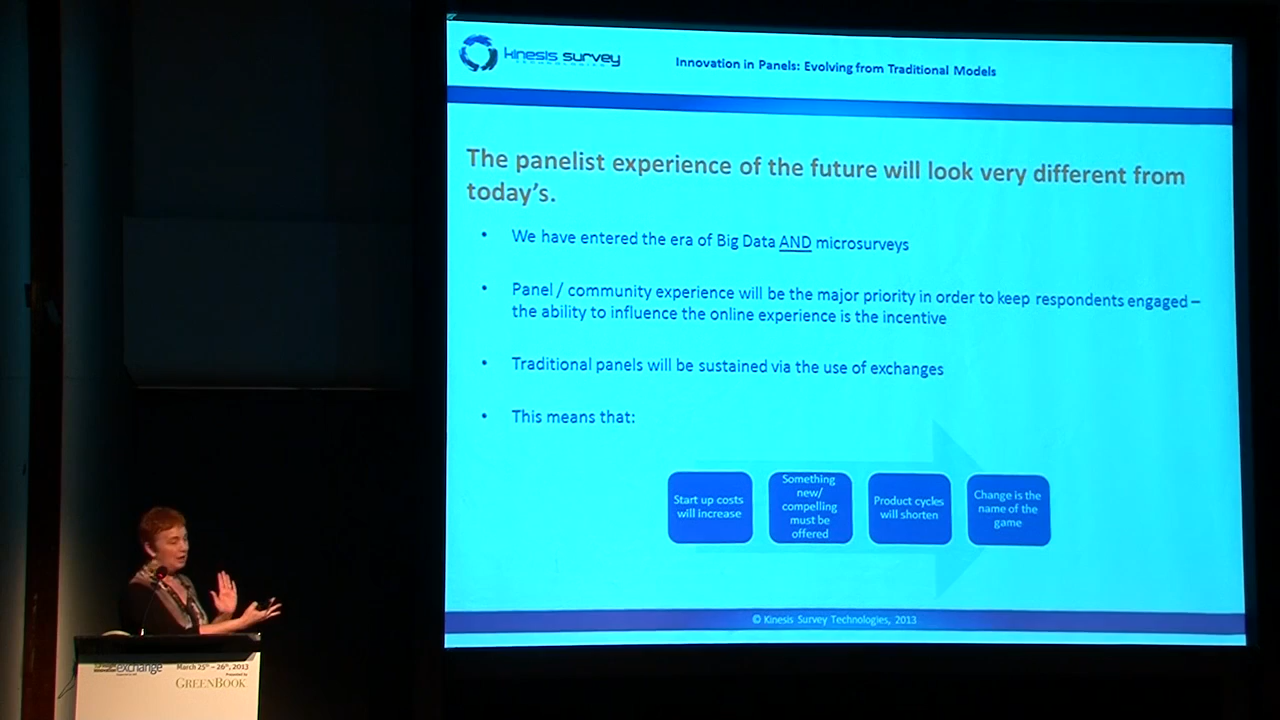 kinesis survey
TECHNOLOGIES
Innovation in Panels: Evolving from Traditional Models
The panelist experience of the future will look very different from
today's.
• We have entered the era of Big Data AND microsurveys
• Panel / community experience will be the major priority in order to keep respondents engaged –
the ability to influence the online experience is the incentive
• Traditional panels will be sustained via the use of exchanges
• This means that:
Start up costs
will increase
Something
new/
compelling
must be
offered
Product cycles
will shorten
Change is the
name of the
game
© Kinesis Survey Technologies, 2013
exchange
March 25th – 26th, 2013
Presented by
GREENBOOK